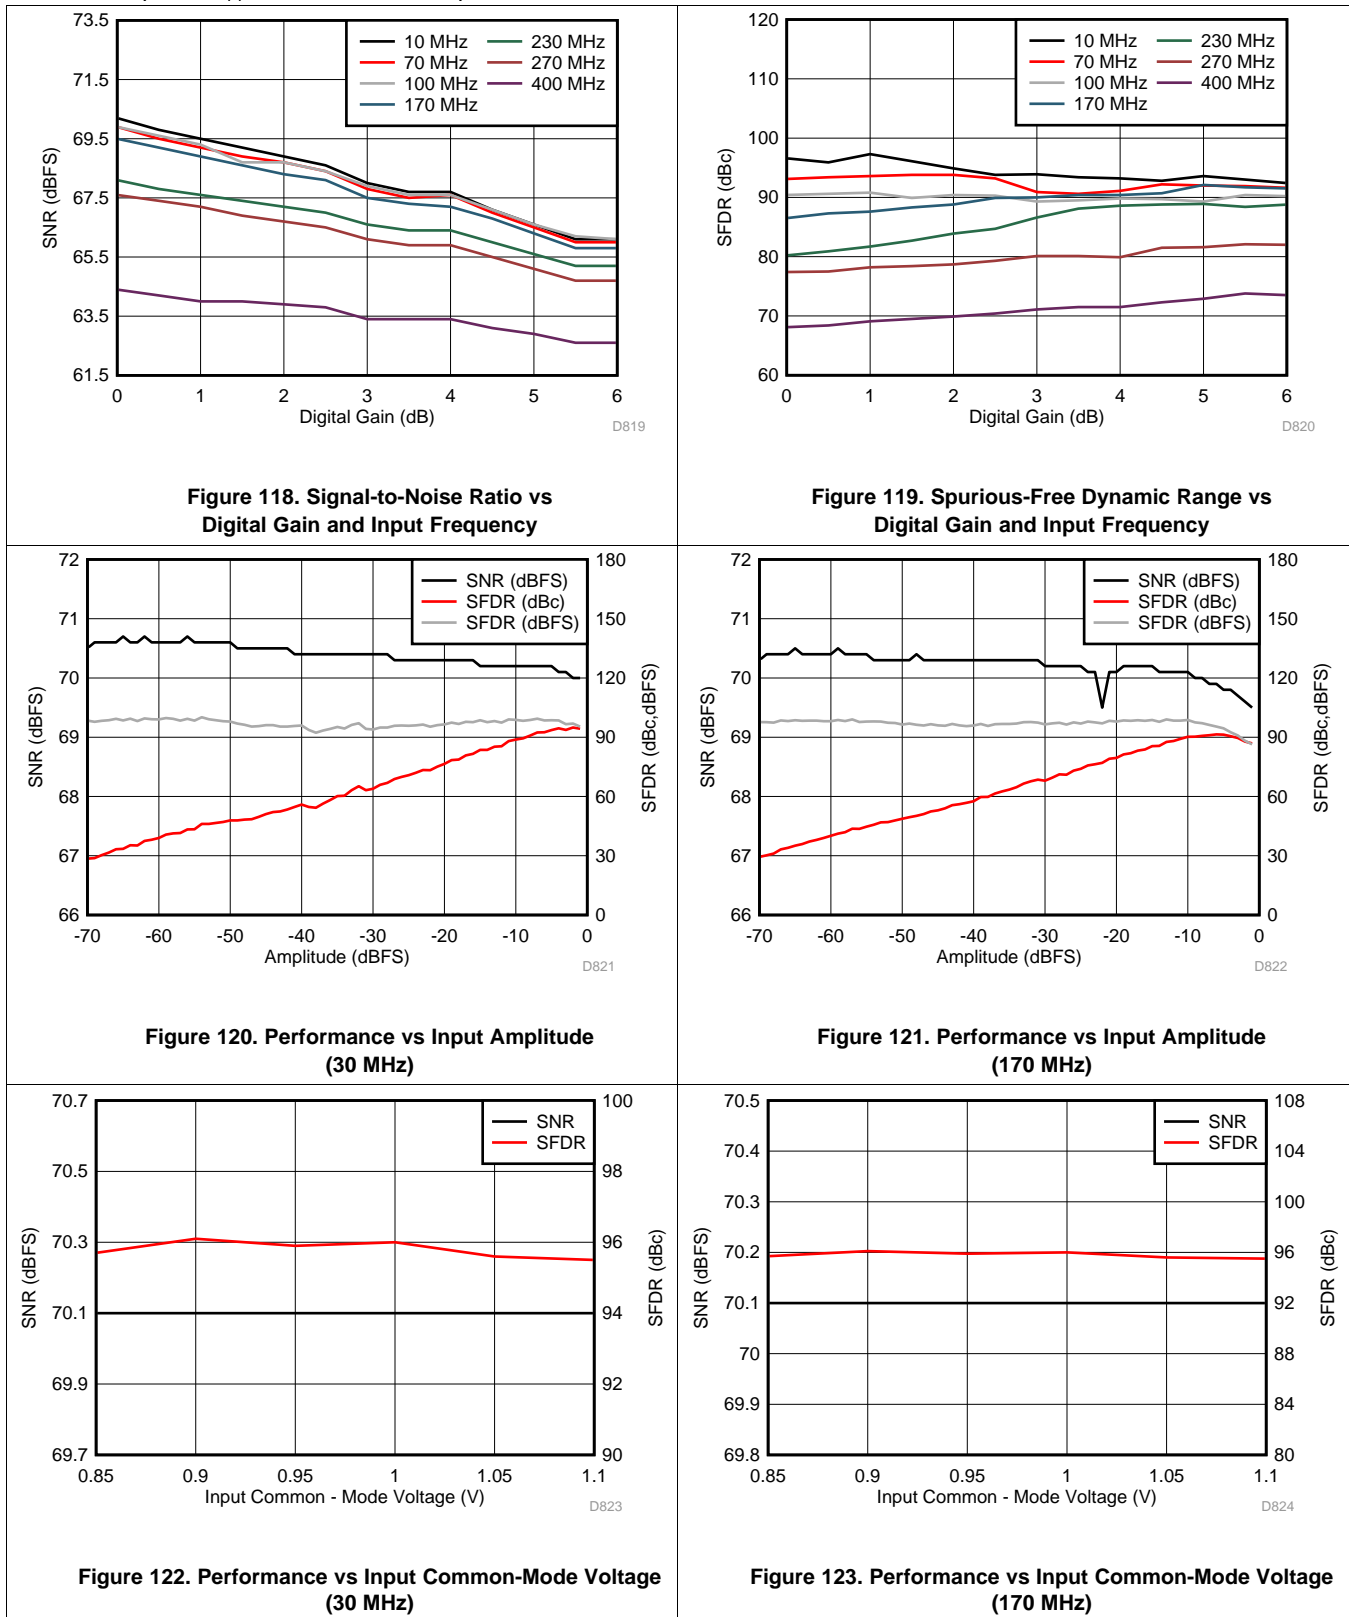 73.5
71.5
69.5
67.5
65.5
63.5
61.5
0 1 2 3 4 5 6
SNR (dBFS)
Digital Gain (dB)
10 MHz
70 MHz
100 MHz
170 MHz
230 MHz
270 MHz
400 MHz
D819
Figure 118. Signal-to-Noise Ratio vs
Digital Gain and Input Frequency
120
110
100
90
80
70
60
0 1 2 3 4 5 6
SFDR (dBc)
Digital Gain (dB)
10 MHz
70 MHz
100 MHz
170 MHz
230 MHz
270 MHz
400 MHz
D820
Figure 119. Spurious-Free Dynamic Range vs
Digital Gain and Input Frequency
72
71
70
69
68
67
66
180
150
120
90
60
30
0
-70 -60 -50 -40 -30 -20 -10 0
SNR (dBFS)
SFDR (dBc,dBFS)
Amplitude (dBFS)
SNR (dBFS)
SFDR (dBc)
SFDR (dBFS)
D821
Figure 120. Performance vs Input Amplitude
(30 MHz)
72
71
70
69
68
67
66
180
150
120
90
60
30
0
-70 -60 -50 -40 -30 -20 -10 0
SNR (dBFS)
SFDR (dBc,dBFS)
Amplitude (dBFS)
SNR (dBFS)
SFDR (dBc)
SFDR (dBFS)
D822
Figure 121. Performance vs Input Amplitude
(170 MHz)
70.7
70.5
70.3
70.1
69.9
69.7
100
98
96
94
92
90
0.85 0.9 0.95 1 1.05 1.1
SNR (dBFS)
SFDR (dBc)
Input Common - Mode Voltage (V)
SNR
SFDR
D823
Figure 122. Performance vs Input Common-Mode Voltage
(30 MHz)
70.5
70.4
70.3
70.2
70.1
70
69.9
69.8
108
104
100
96
92
88
84
80
0.85 0.9 0.95 1 1.05 1.1
SNR (dBFS)
SFDR (dBc)
Input Common - Mode Voltage (V)
SNR
SFDR
D824
Figure 123. Performance vs Input Common-Mode Voltage
(170 MHz)